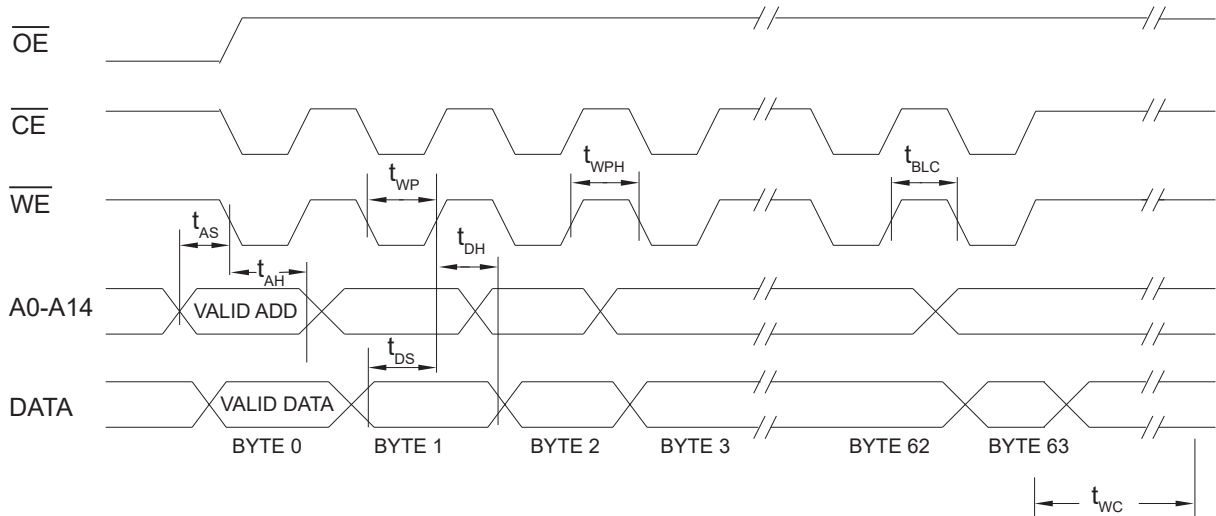 OE
CE
tWP
tWPH
tBLC
WE
tAS
tDH
tAH
A0-A14
VALID ADD
tDS
DATA
VALID DATA
BYTE 0
BYTE 1
BYTE 2
BYTE 3
BYTE 62
BYTE 63
tWC